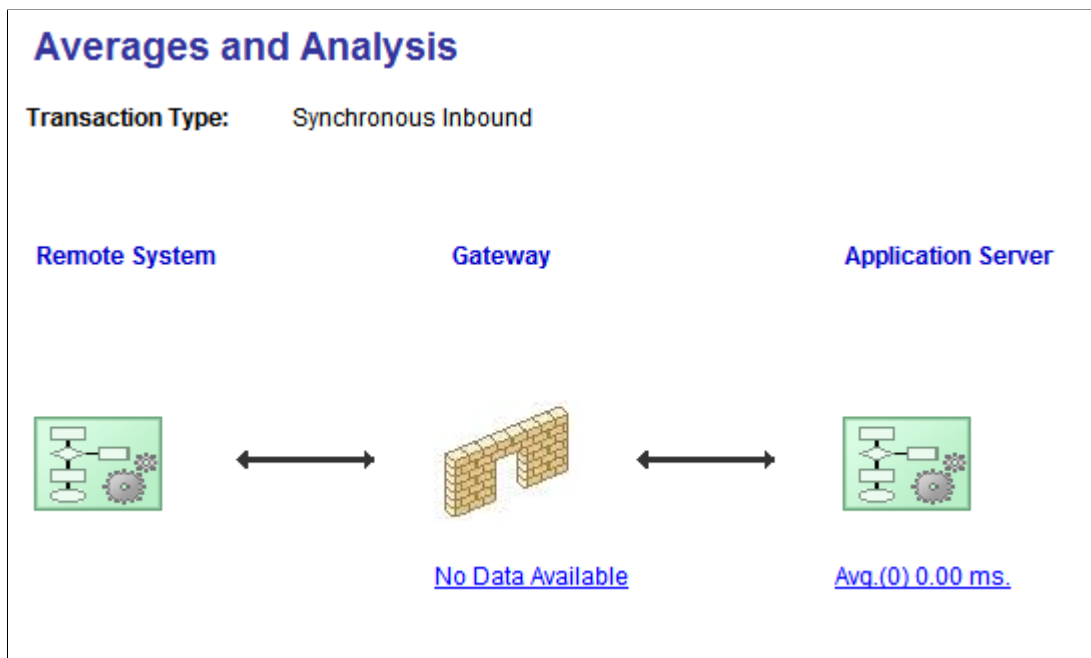 Averages and Analysis
Transaction Type: Synchronous Inbound
Remote System Gateway Application Server
No Data Available Avg.(0) 0.00 ms.